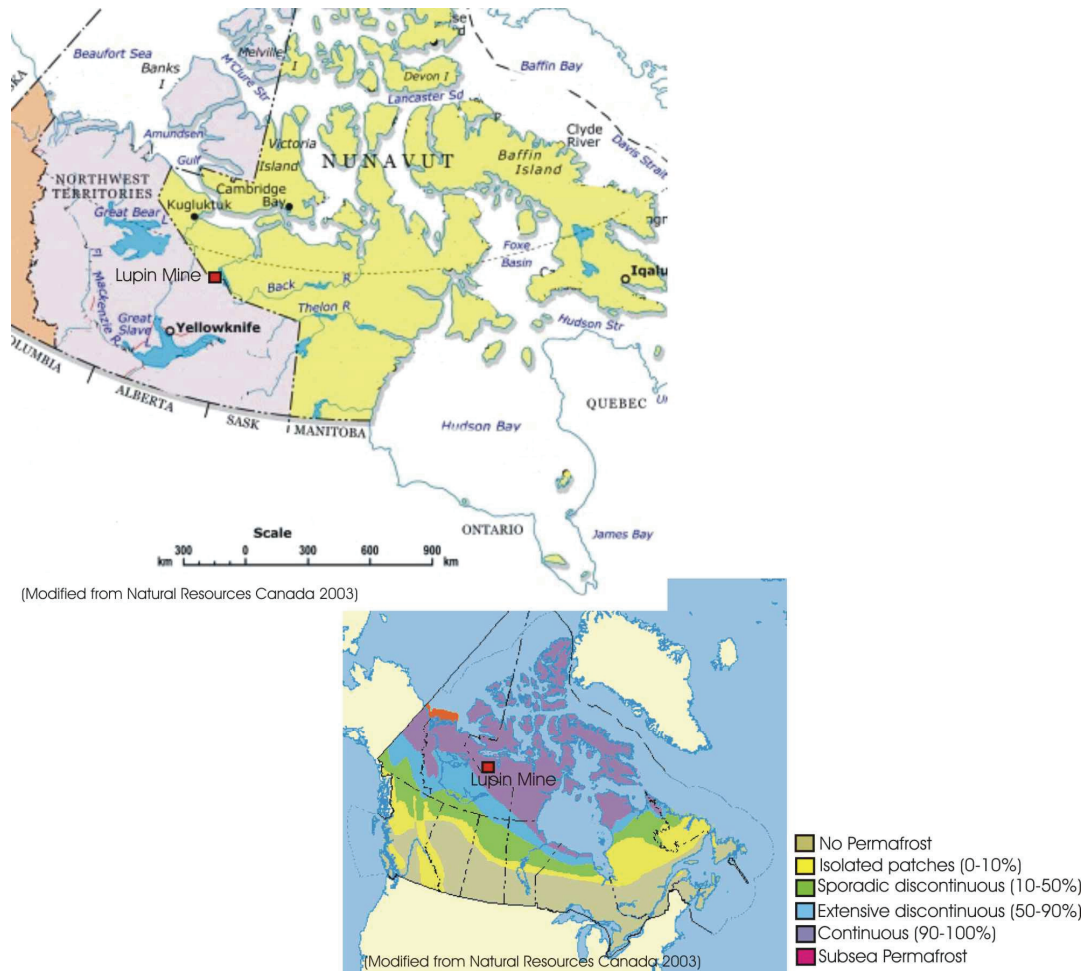 Beaufort Sea
Banks
I
Melville
I
M'Clure Str
Devon I
Lancaster Sd
Baffin Bay
Clyde
River
Davis Strait
Amundsen
Gulf
Victoria
Island
NUNAVUT
Baffin
Island
NORTHWEST
TERRITORIES
Great Bear L
Kugluktuk
Cambridge
Bay
Foxe
Basin
Iqalu
Lupin Mine
Back R
Thelon R
Hudson Str
Mackenzie R
Great
Slave L
Yellowknife
OLUMBIA
ALBERTA
SASK
MANITOBA
Hudson Bay
QUEBEC
ONTARIO
James Bay
Scale
300 0 300 600 900
km km
(Modified from Natural Resources Canada 2003)
Lupin Mine
No Permafrost
Isolated patches (0-10%)
Sporadic discontinuous (10-50%)
Extensive discontinuous (50-90%)
Continuous (90-100%)
Subsea Permafrost
(Modified from Natural Resources Canada 2003)